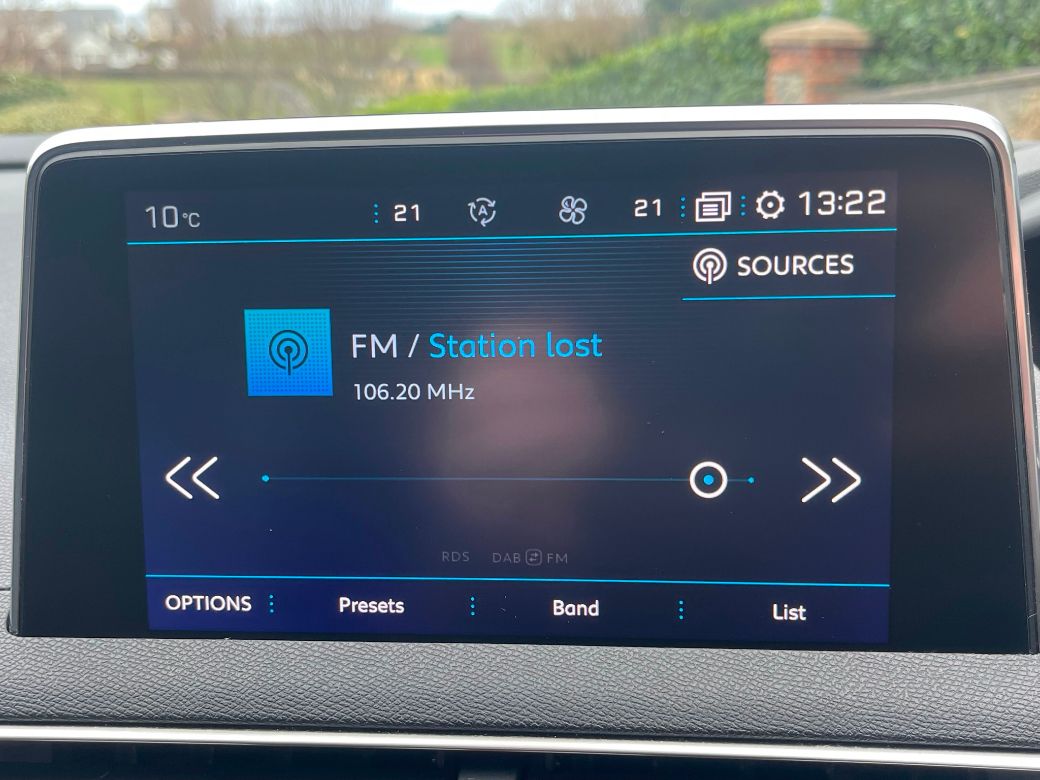 10°C 21 A 21 13:22
SOURCES
FM / Station lost
106.20 MHz
RDS DAB FM
OPTIONS Presets Band List